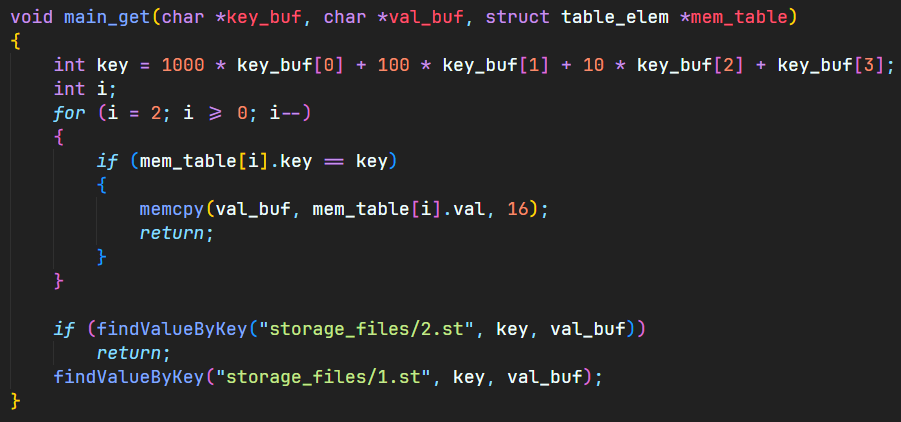 void main_get(char *key_buf, char *val_buf, struct table_elem *mem_table)
{
    int key = 1000 * key_buf[0] + 100 * key_buf[1] + 10 * key_buf[2] + key_buf[3];
    int i;
    for (i = 2; i >= 0; i--)
    {
        if (mem_table[i].key == key)
        {
            memcpy(val_buf, mem_table[i].val, 16);
            return;
        }
    }

    if (findValueByKey("storage_files/2.st", key, val_buf))
        return;
    findValueByKey("storage_files/1.st", key, val_buf);
}